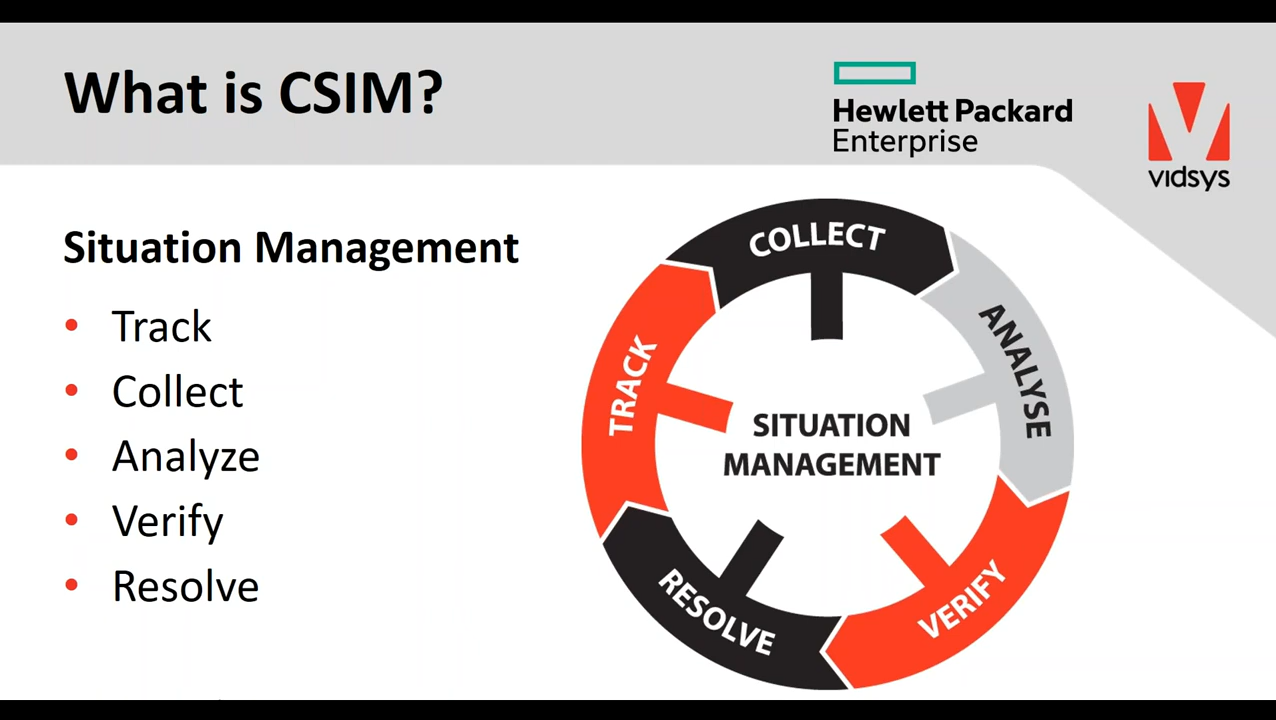 What is CSIM?
Hewlett Packard
Enterprise
vidsys
Situation Management
• Track
• Collect
• Analyze
• Verify
• Resolve
COLLECT
ANALYSE
VERIFY
RESOLVE
TRACK
SITUATION
MANAGEMENT